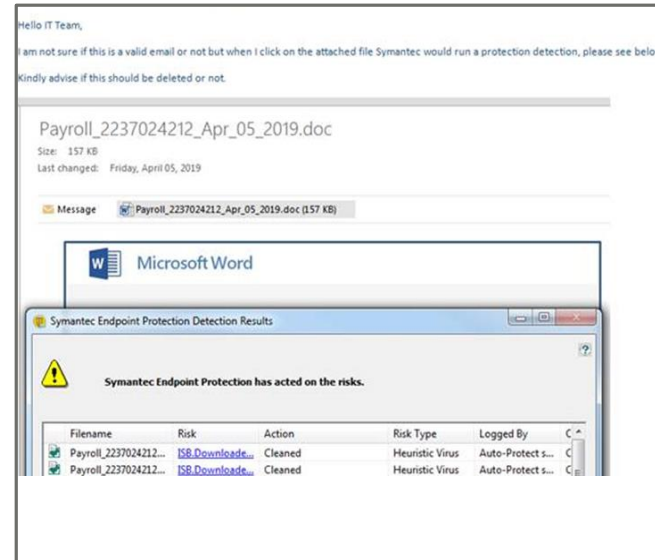 Hello IT Team,
I am not sure if this is a valid email or not but when I click on the attached file Symantec would run a protection detection, please see belo
Kindly advise if this should be deleted or not.
Payroll_2237024212_Apr_05_2019.doc
Size: 157 KB
Last changed: Friday, April 05, 2019
Message Payroll_2237024212_Apr_05_2019.doc (157 KB)
W Microsoft Word
Symantec Endpoint Protection Detection Results
?
Symantec Endpoint Protection has acted on the risks.
Filename Risk Action Risk Type Logged By C
Payroll_2237024212... ISB.Downloade... Cleaned Heuristic Virus Auto-Protect s... C
Payroll_2237024212... ISB.Downloade... Cleaned Heuristic Virus Auto-Protect s... C